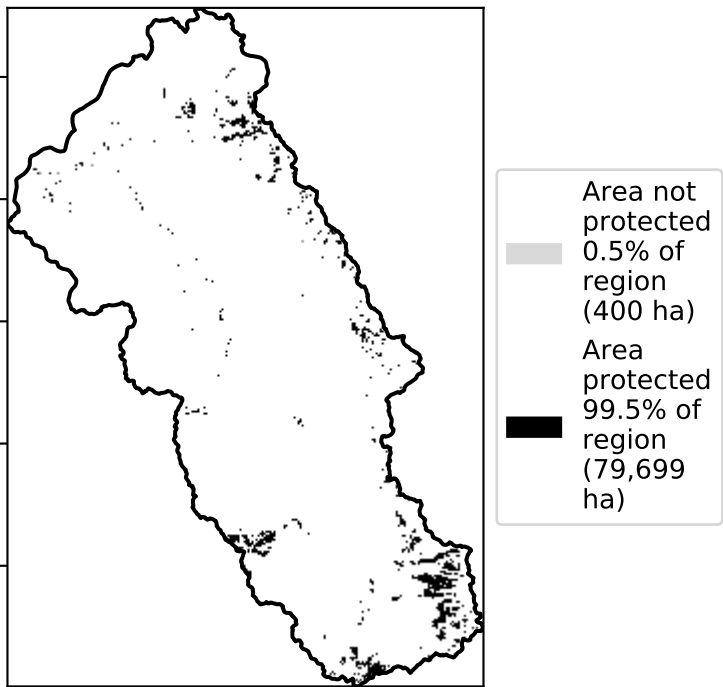 Area not
protected
0.5% of
region
(400 ha)
Area
protected
99.5% of
region
(79,699
ha)